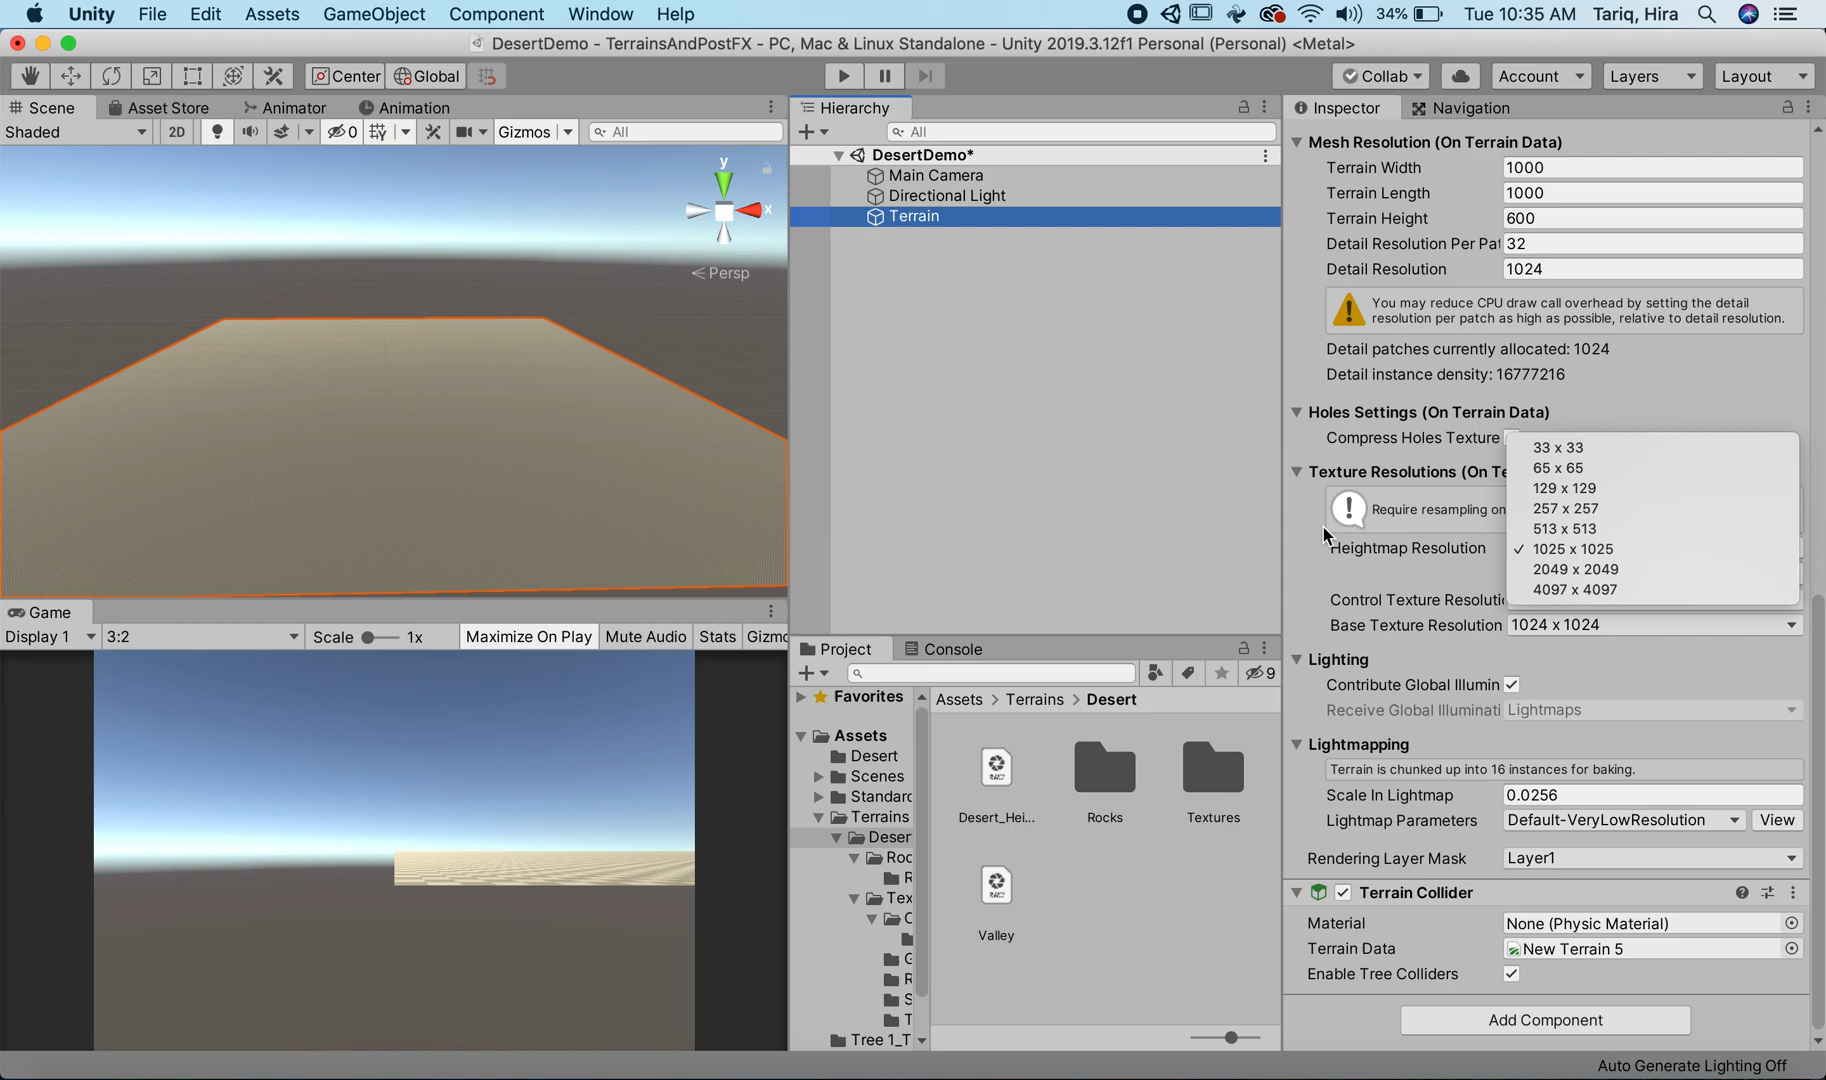 Unity File Edit Assets GameObject Component Window Help 34% Tue 10:35 AM Tariq, Hira
DesertDemo - TerrainsAndPostFX - PC, Mac & Linux Standalone - Unity 2019.3.12f1 Personal (Personal) <Metal>
Center Global Collab Account Layers Layout
Scene Asset Store Animator Animation
Shaded 2D 0 Gizmos All
y
x
Persp
Game
Display 1 3:2 Scale 1x Maximize On Play Mute Audio Stats Gizmo
Hierarchy
All
DesertDemo*
Main Camera
Directional Light
Terrain
Project Console
9
Favorites
Assets
Desert
Scenes
Standard
Terrains
Deser
Roc
R
Tex
C
G
R
S
T
Tree 1_T
Assets > Terrains > Desert
Desert_Hei...
Rocks
Textures
Valley
Inspector Navigation
Mesh Resolution (On Terrain Data)
Terrain Width 1000
Terrain Length 1000
Terrain Height 600
Detail Resolution Per Pat 32
Detail Resolution 1024
You may reduce CPU draw call overhead by setting the detail
resolution per patch as high as possible, relative to detail resolution.
Detail patches currently allocated: 1024
Detail instance density: 16777216
Holes Settings (On Terrain Data)
Compress Holes Texture
Texture Resolutions (On Te
Require resampling on
Heightmap Resolution
33 x 33
65 x 65
129 x 129
257 x 257
513 x 513
✓ 1025 x 1025
2049 x 2049
4097 x 4097
Control Texture Resoluti
Base Texture Resolution 1024 x 1024
Lighting
Contribute Global Illumin
Receive Global Illuminati Lightmaps
Lightmapping
Terrain is chunked up into 16 instances for baking.
Scale In Lightmap 0.0256
Lightmap Parameters Default-VeryLowResolution View
Rendering Layer Mask Layer1
Terrain Collider
Material None (Physic Material)
Terrain Data New Terrain 5
Enable Tree Colliders
Add Component
Auto Generate Lighting Off